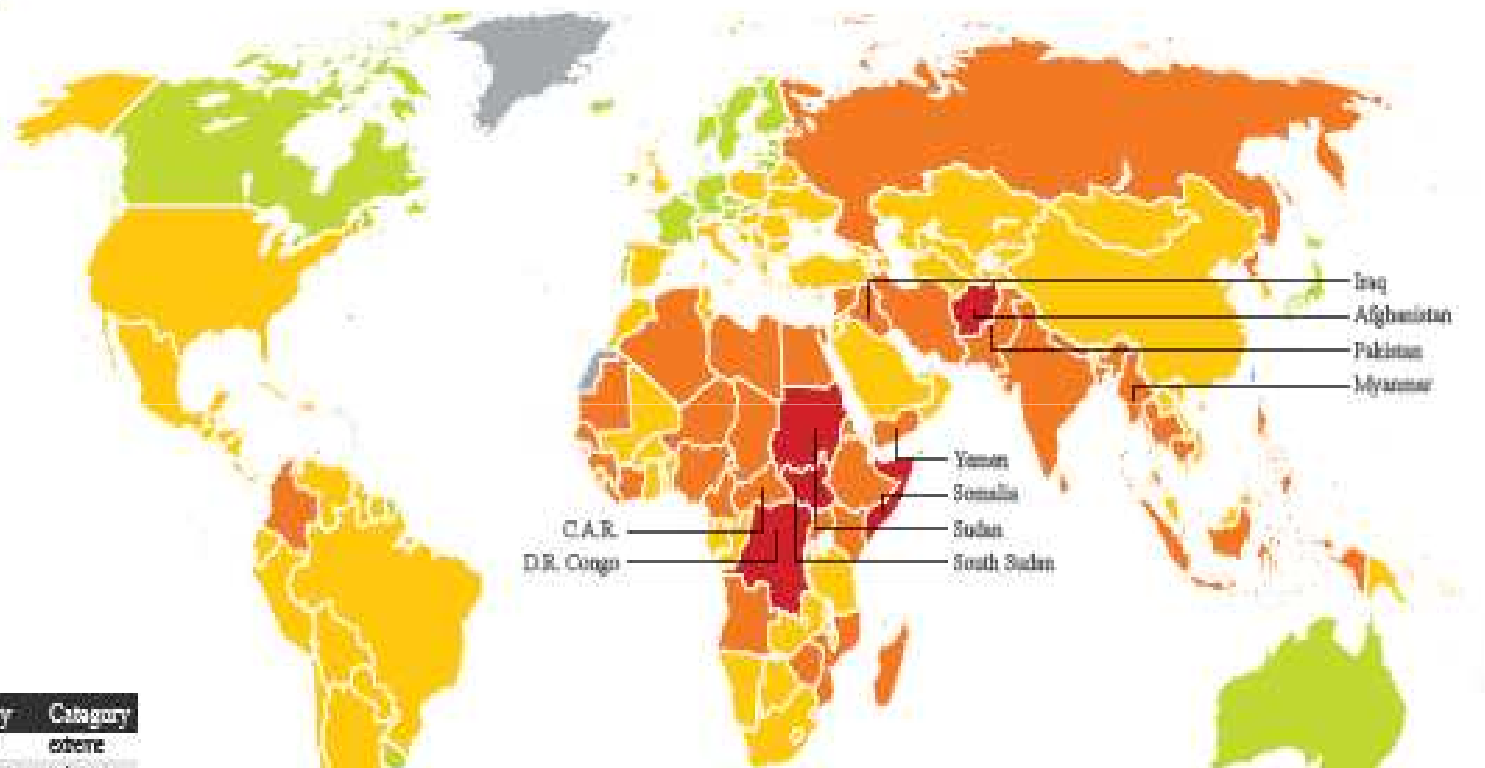 Iraq
Afghanistan
Pakistan
Myanmar
Yemen
Somalia
C.A.R.
Sudan
D.R. Congo
South Sudan
y Category
extreme